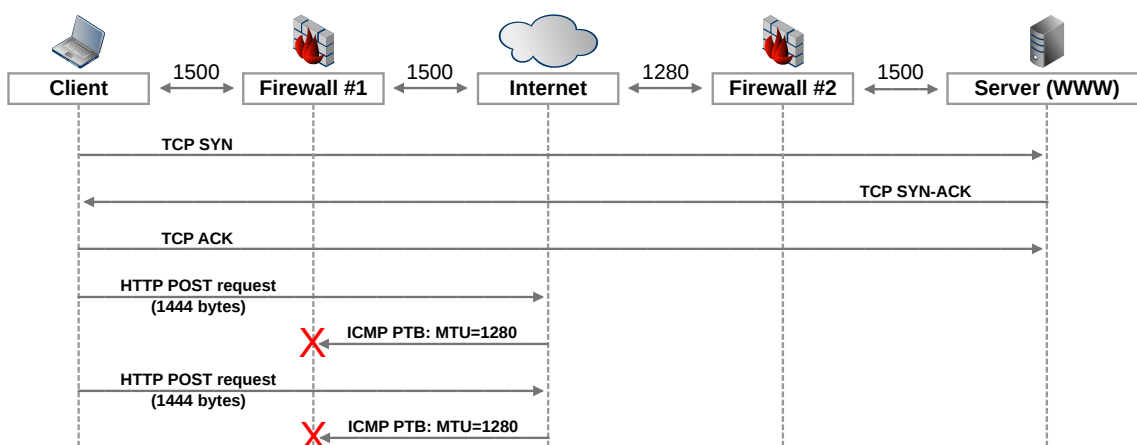 1500
1500
1280
1500
Client
Firewall #1
Internet
Firewall #2
Server (WWW)
TCP SYN
TCP SYN-ACK
TCP ACK
HTTP POST request
(1444 bytes)
ICMP PTB: MTU=1280
HTTP POST request
(1444 bytes)
ICMP PTB: MTU=1280